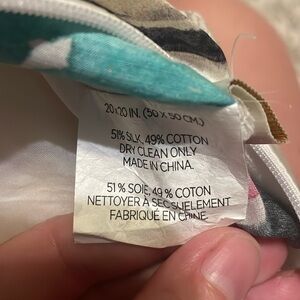 20x20 IN. (50 X 50 CM.)
51% SILK, 49% COTTON
DRY CLEAN ONLY
MADE IN CHINA.
51 % SOIE, 49 % COTON
NETTOYER À SEC SUELEMENT
FABRIQUÉ EN CHINE.